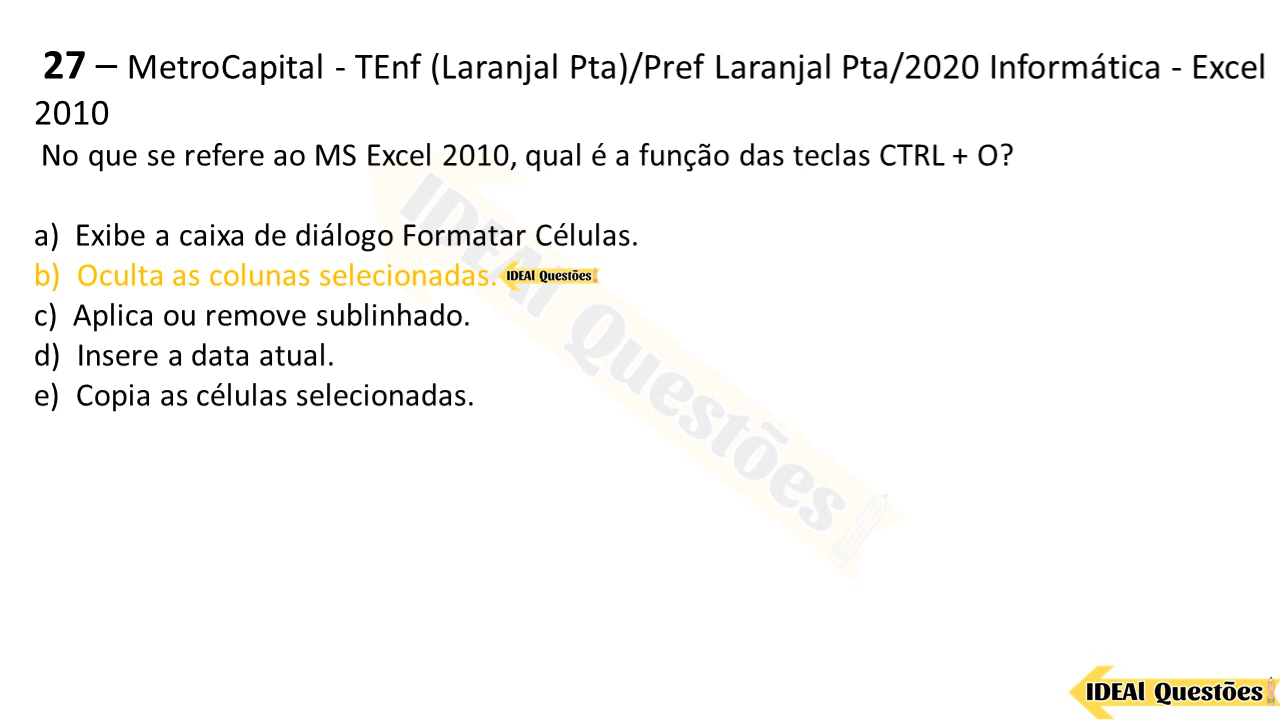 27 – MetroCapital - TEnf (Laranjal Pta)/Pref Laranjal Pta/2020 Informática - Excel
2010
No que se refere ao MS Excel 2010, qual é a função das teclas CTRL + O?
a) Exibe a caixa de diálogo Formatar Células.
b) Oculta as colunas selecionadas. IDEAl Questões
c) Aplica ou remove sublinhado.
d) Insere a data atual.
e) Copia as células selecionadas.
IDEAl Questões
IDEAl Questões